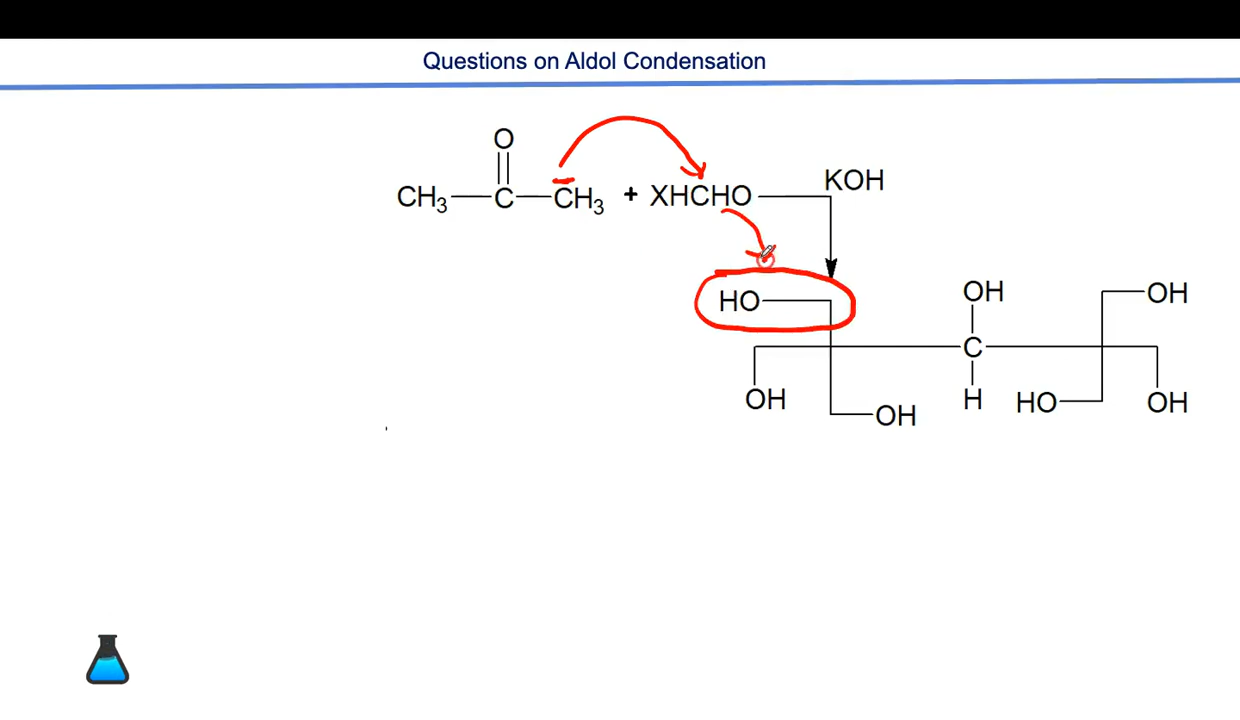 Questions on Aldol Condensation
O
CH₃ C CH₃ + XHCHO KOH
HO OH OH
C
OH OH H HO OH